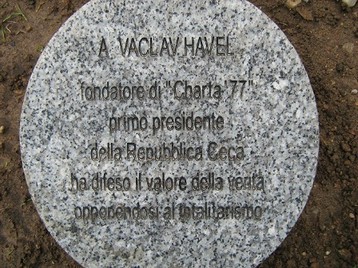 A VACLAV HAVEL
fondatore di "Charta '77"
primo presidente
della Repubblica Ceca
ha difeso il valore della verità
opponendosi al totalitarismo